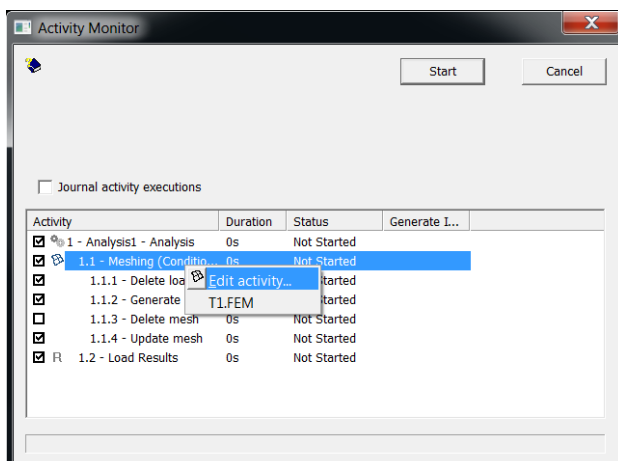 Activity Monitor
Start Cancel
Journal activity executions
Activity Duration Status Generate I...
1 - Analysis1 - Analysis 0s Not Started
1.1 - Meshing (Conditio... 0s Not Started
1.1.1 - Delete loa Edit activity... tarted
1.1.2 - Generate T1.FEM tarted
1.1.3 - Delete mesh 0s Not Started
1.1.4 - Update mesh 0s Not Started
R 1.2 - Load Results 0s Not Started